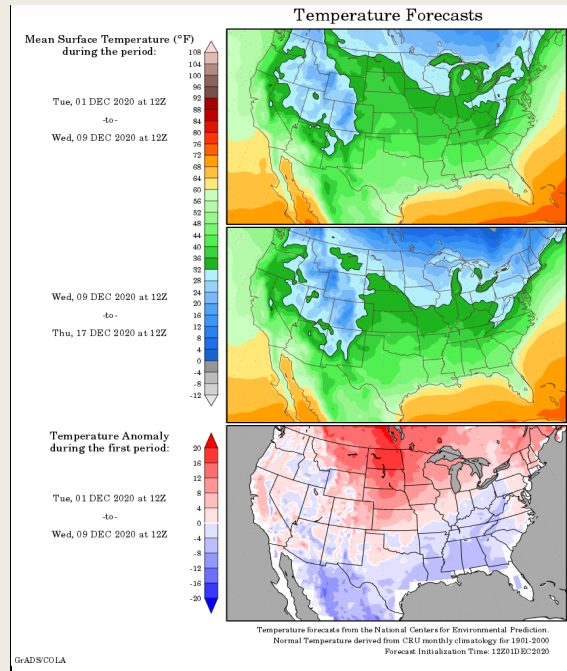 Temperature Forecasts
Mean Surface Temperature (°F)
during the period:
Tue, 01 DEC 2020 at 12Z
-to-
Wed, 09 DEC 2020 at 12Z
108
104
100
96
92
88
84
80
76
72
68
64
60
56
52
48
44
40
36
32
28
24
20
16
12
8
4
0
-4
-8
-12
Wed, 09 DEC 2020 at 12Z
-to-
Thu, 17 DEC 2020 at 12Z
Temperature Anomaly
during the first period:
Tue, 01 DEC 2020 at 12Z
-to-
Wed, 09 DEC 2020 at 12Z
20
16
12
8
4
0
-4
-8
-12
-16
-20
Temperature forecasts from the National Centers for Environmental Prediction.
Normal Temperature derived from CRU monthly climatology for 1901-2000
Forecast Initialization Time: 12Z01DEC2020
GrADS/COLA